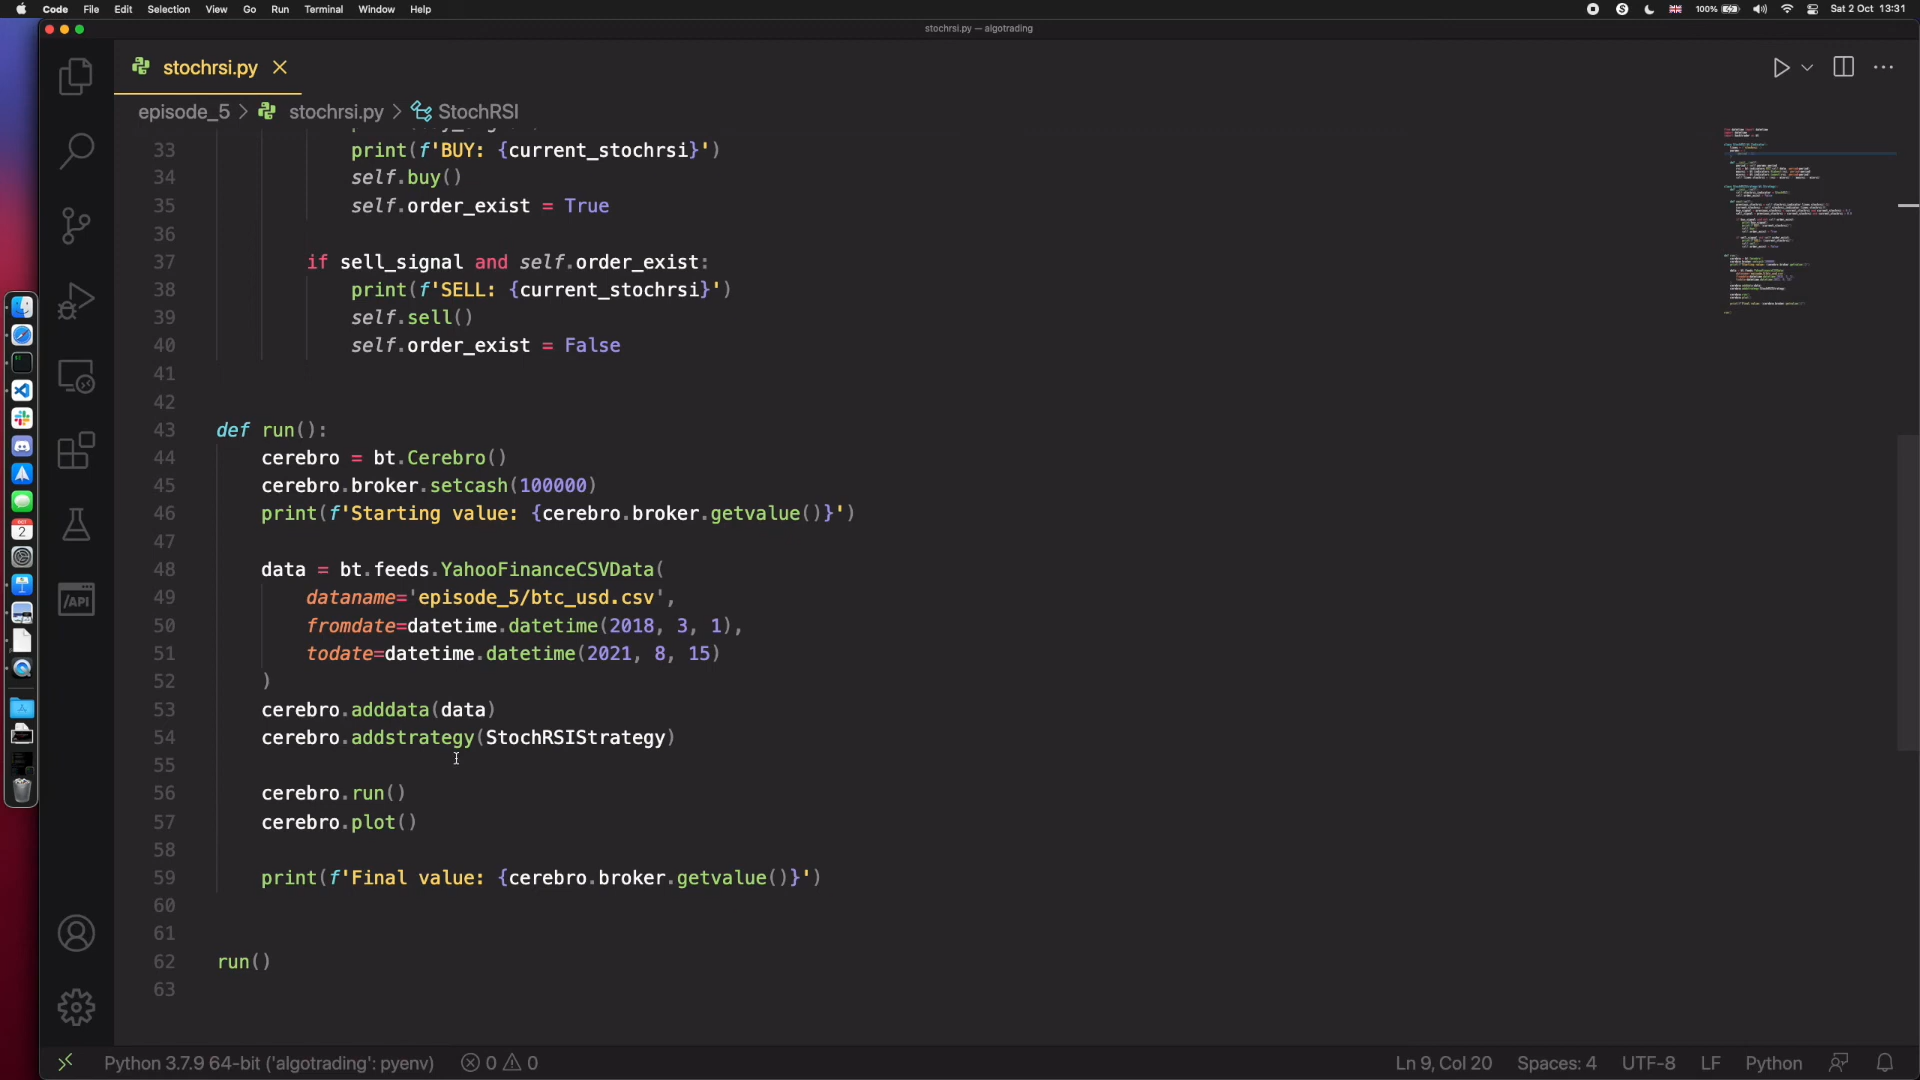 Code File Edit Selection View Go Run Terminal Window Help 100% Sat 2 Oct 13:31
stochrsi.py — algotrading
stochrsi.py
episode_5 > stochrsi.py > StochRSI
33 print(f'BUY: {current_stochrsi}')
34 self.buy()
35 self.order_exist = True
36
37 if sell_signal and self.order_exist:
38 print(f'SELL: {current_stochrsi}')
39 self.sell()
40 self.order_exist = False
41
42
43 def run():
44 cerebro = bt.Cerebro()
45 cerebro.broker.setcash(100000)
46 print(f'Starting value: {cerebro.broker.getvalue()}')
47
48 data = bt.feeds.YahooFinanceCSVData(
49 dataname='episode_5/btc_usd.csv',
50 fromdate=datetime.datetime(2018, 3, 1),
51 todate=datetime.datetime(2021, 8, 15)
52 )
53 cerebro.adddata(data)
54 cerebro.addstrategy(StochRSIStrategy)
55
56 cerebro.run()
57 cerebro.plot()
58
59 print(f'Final value: {cerebro.broker.getvalue()}')
60
61
62 run()
63
/API
Python 3.7.9 64-bit ('algotrading': pyenv) 0 0 Ln 9, Col 20 Spaces: 4 UTF-8 LF Python